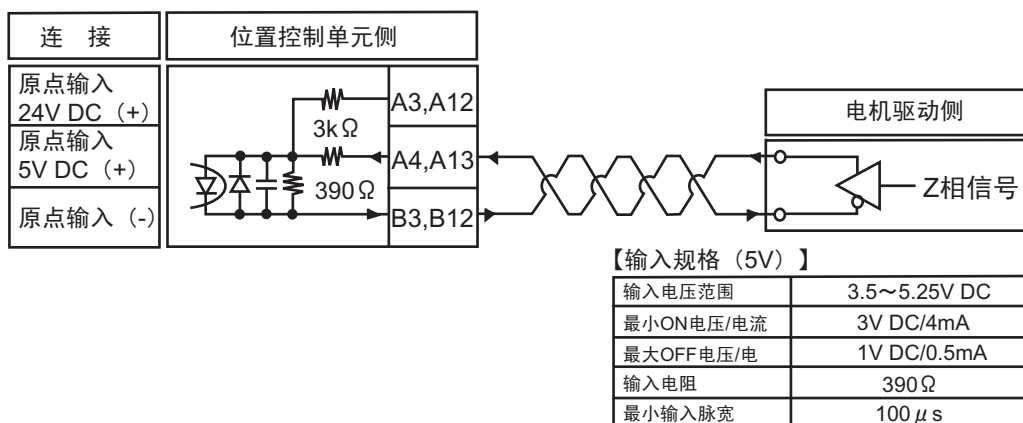 连 接
位置控制单元侧
原点输入
24V DC (+)
原点输入
5V DC (+)
原点输入 (-)
3kΩ
390Ω
A3,A12
A4,A13
B3,B12
电机驱动侧
Z相信号
【输入规格（5V）】
输入电压范围 3.5～5.25V DC
最小ON电压/电流 3V DC/4mA
最大OFF电压/电 1V DC/0.5mA
输入电阻 390Ω
最小输入脉宽 100μs